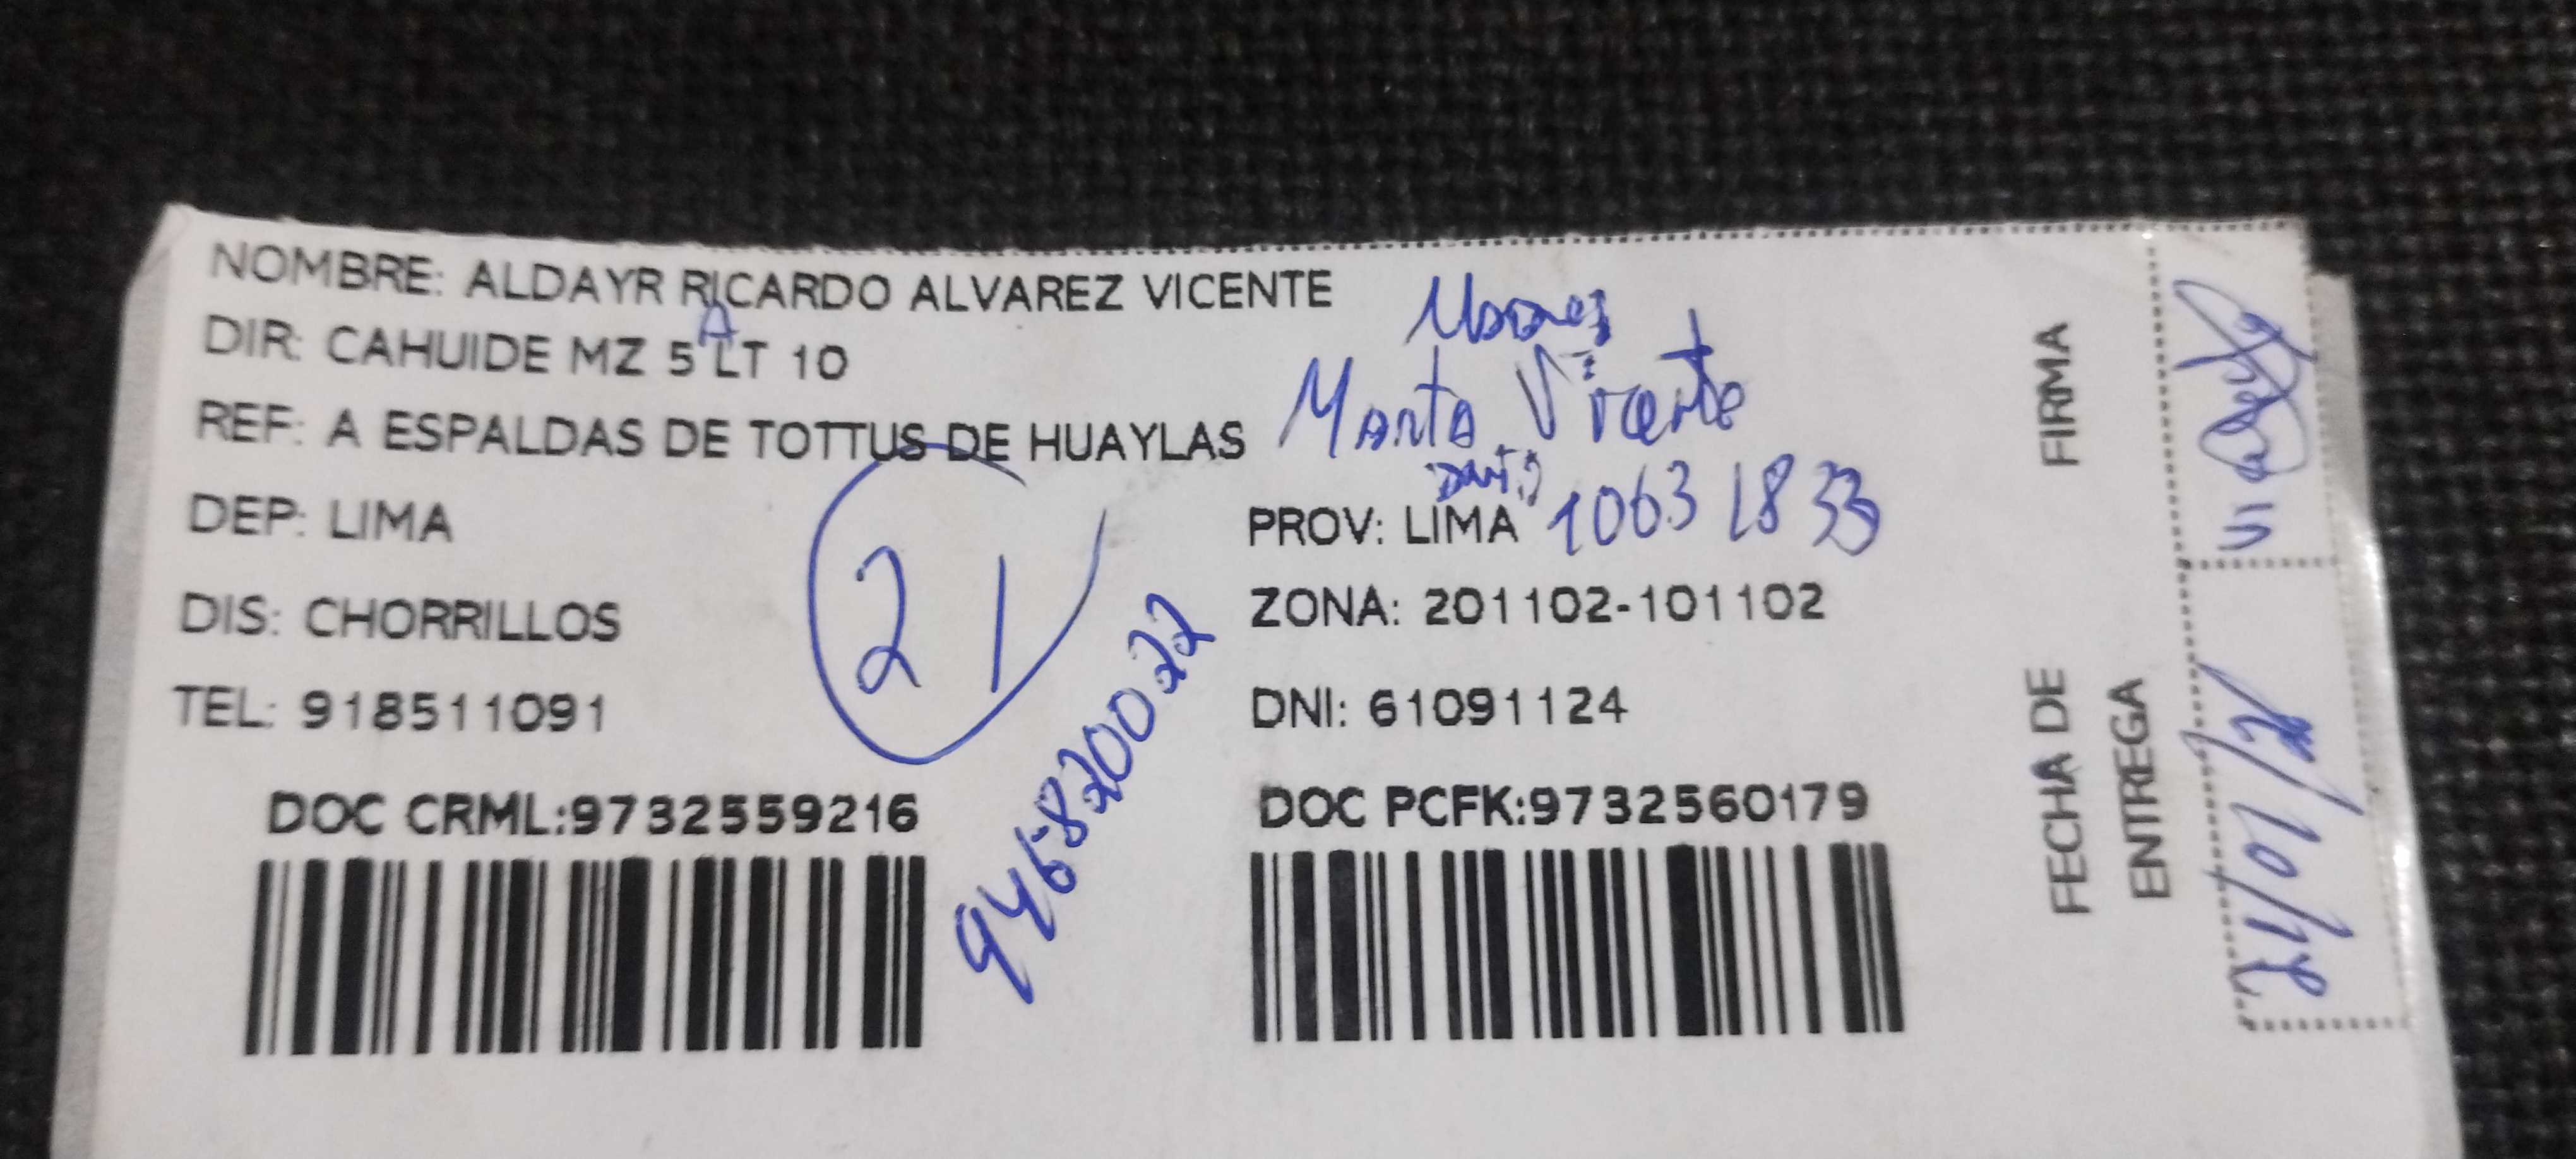 NOMBRE: ALDAYR RICARDO ALVAREZ VICENTE
DIR: CAHUIDE MZ 5 A LT 10
REF: A ESPALDAS DE TOTTUS DE HUAYLAS
Marta Vicente
DEP: LIMA
PROV: LIMA
10631833
DIS: CHORRILLOS
21
ZONA: 201102-101102
TEL: 918511091
946820022
DNI: 61091124
DOC CRML:9732559216
DOC PCFK:9732560179
FIRMA
FECHA DE
ENTREGA